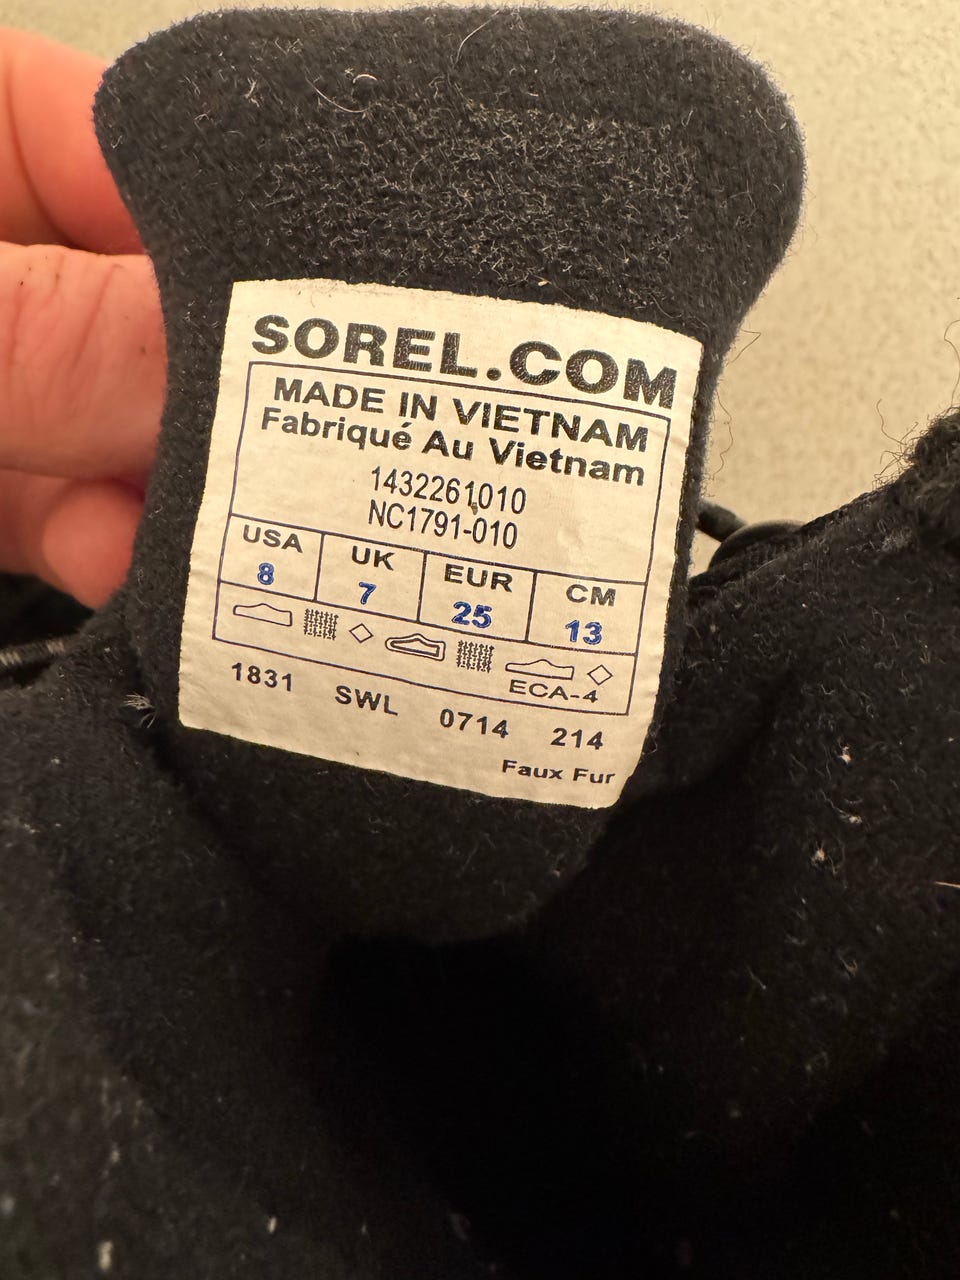 SOREL.COM
MADE IN VIETNAM
Fabriqué Au Vietnam
1432261010
NC1791-010
USA UK EUR CM
8 7 25 13
ECA-4
1831 SWL 0714 214
Faux Fur